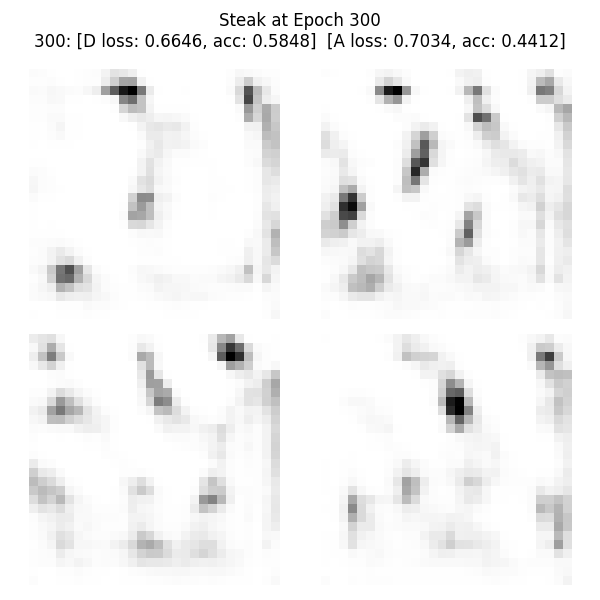 Steak at Epoch 300
300: [D loss: 0.6646, acc: 0.5848]  [A loss: 0.7034, acc: 0.4412]